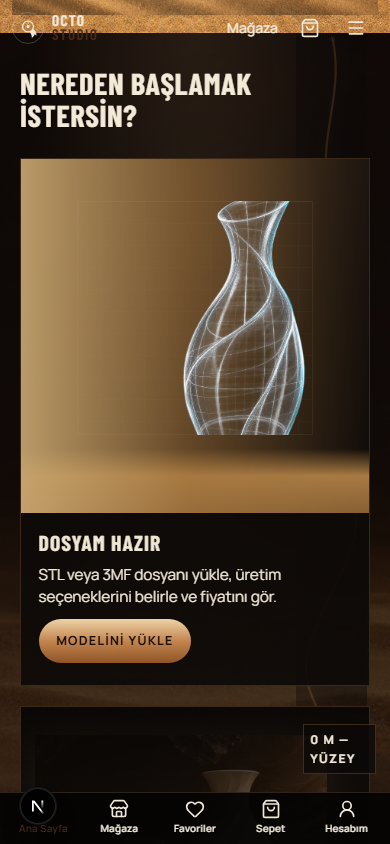 OCTO
STUDIO
Mağaza
NEREDEN BAŞLAMAK
İSTERSİN?
DOSYAM HAZIR
STL veya 3MF dosyanı yükle, üretim
seçeneklerini belirle ve fiyatını gör.
MODELİNİ YÜKLE
0 M —
YÜZEY
N
Ana Sayfa
Mağaza
Favoriler
Sepet
Hesabım